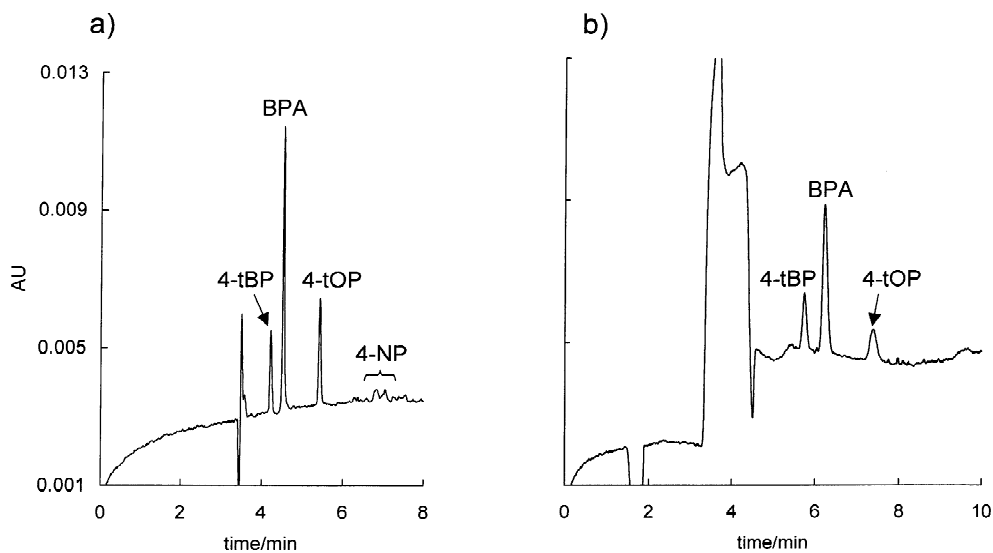 a)
0.013
0.009
AU
0.005
0.001
BPA
4-tBP
4-tOP
4-NP
0 2 4 6 8
time/min
b)
BPA
4-tBP
4-tOP
0 2 4 6 8 10
time/min